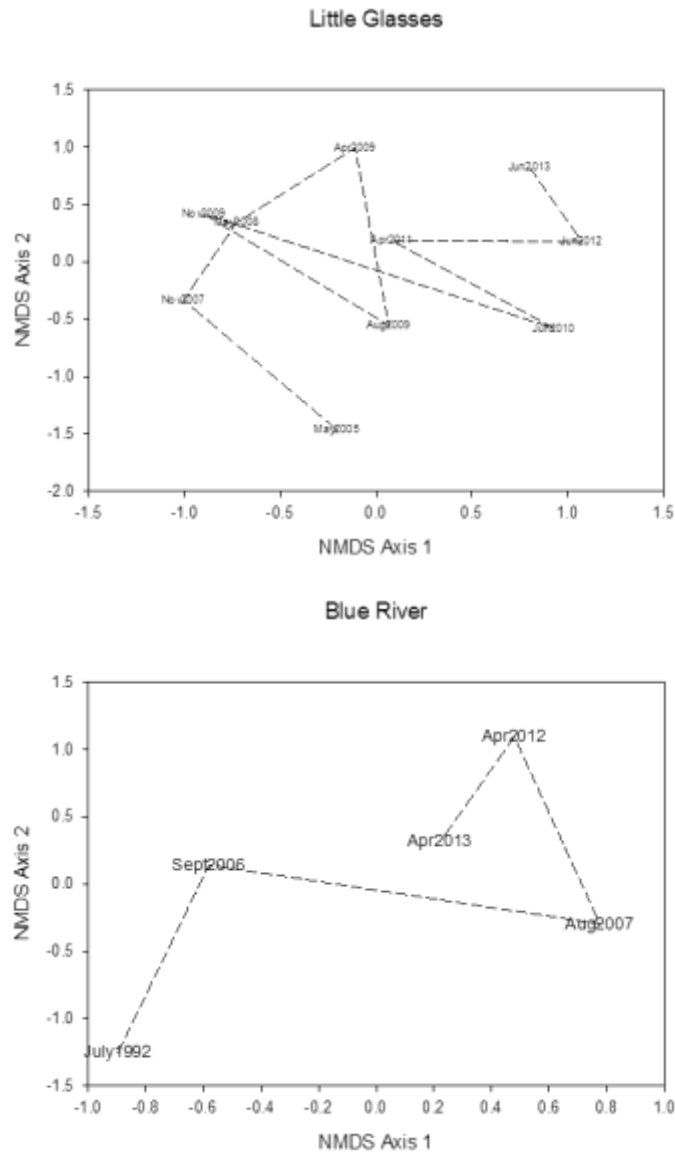 Little Glasses
1.5
1.0
0.5
0.0
-0.5
-1.0
-1.5
-2.0
NMDS Axis 2
Apr2009
Jun2013
Nov2009
2008
Apr2011
Jun2012
Nov2007
Aug2009
Jun2010
May2005
-1.5 -1.0 -0.5 0.0 0.5 1.0 1.5
NMDS Axis 1
Blue River
1.5
1.0
0.5
0.0
-0.5
-1.0
-1.5
NMDS Axis 2
Apr2012
Apr2013
Sept2006
Aug2007
July1992
-1.0 -0.8 -0.6 -0.4 -0.2 0.0 0.2 0.4 0.6 0.8 1.0
NMDS Axis 1